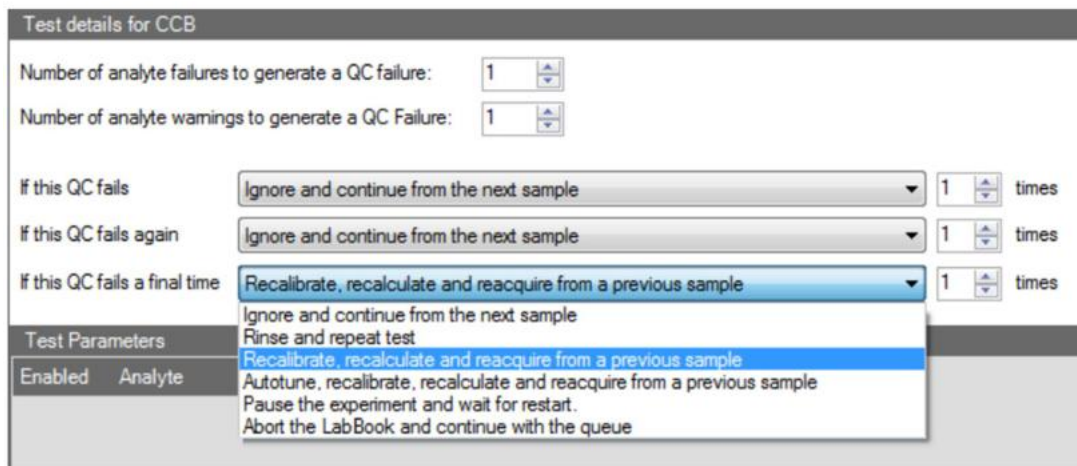 Test details for CCB
Number of analyte failures to generate a QC failure: 1
Number of analyte warnings to generate a QC Failure: 1
If this QC fails Ignore and continue from the next sample 1 times
If this QC fails again Ignore and continue from the next sample 1 times
If this QC fails a final time Recalibrate, recalculate and reacquire from a previous sample 1 times
Ignore and continue from the next sample
Test Parameters Rinse and repeat test
Recalibrate, recalculate and reacquire from a previous sample
Enabled Analyte Autotune, recalibrate, recalculate and reacquire from a previous sample
Pause the experiment and wait for restart.
Abort the LabBook and continue with the queue